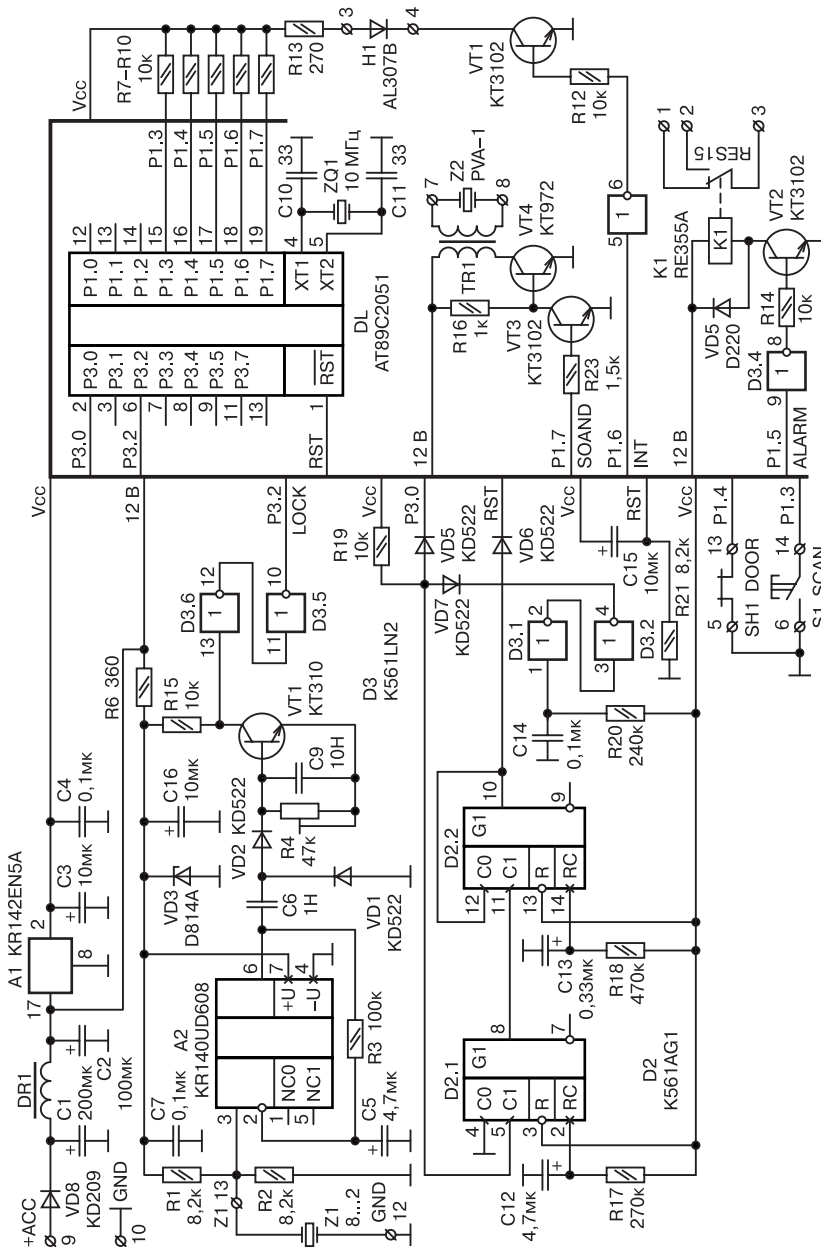 +ACC
9
VD8
KD209
GND
10
DR1
C1
200мк
+
C2
100мк
+
17
A1 KR142EN5A
2
8
C3
10мк
+
C4
0,1мк
R6 360
Vcc
12 В
R1
8,2к
C7
0,1мк
Z1 13
R2
8,2к
Z1
8...2
GND
12
3
2
1
5
NC0
NC1
A2
KR140UD608
6
7
4
+U
-U
C5
4,7мк
+
R3 100к
VD3
D814A
C16
10мк
+
R15
10к
C6
1Н
VD2 KD522
VD1
KD522
R4
47к
C9
10Н
VT1
KT310
D3.6
13
12
1
D3.5
11
10
1
P3.2
LOCK
D3
K561LN2
R19
10к
Vcc
P3.0
VD5
KD522
RST
VD6
KD522
VD7
KD522
D2.1
C0
C1
R
RC
G1
4
5
3
2
8
7
C12
4,7мк
+
R17
270к
D2
K561AG1
D2.2
C0
C1
R
RC
G1
12
11
13
14
10
9
C13
0,33мк
+
R18
470к
C14
0,1мк
R20
240к
D3.1
1
1
2
D3.2
3
1
4
Vcc
C15
10мк
+
RST
R21 8,2к
Vcc
5
13
P1.4
SH1 DOOR
6
14
P1.3
S1 SCAN
P3.0
P3.2
RST
2
3
6
7
8
9
11
13
1
P3.0
P3.1
P3.2
P3.3
P3.4
P3.5
P3.7
RST
DL
AT89C2051
P1.0
P1.1
P1.2
P1.3
P1.4
P1.5
P1.6
P1.7
XT1
XT2
12
13
14
15
16
17
18
19
4
5
P1.3
P1.4
P1.5
P1.6
P1.7
Vcc
R7–R10
10к
R13
270
3
H1
AL307B
4
VT1
KT3102
C10
33
ZQ1
10 МГц
C11
33
12 В
R16
1к
TR1
7
Z2
PVA-1
8
VT4
KT972
VT3
KT3102
R23
1,5к
P1.7
SOAND
R12
10к
5
1
6
P1.6
INT
12 В
VD5
D220
K1
RE355A
K1
RES15
1
2
3
VT2
KT3102
R14
10к
D3.4
9
1
8
P1.5
ALARM